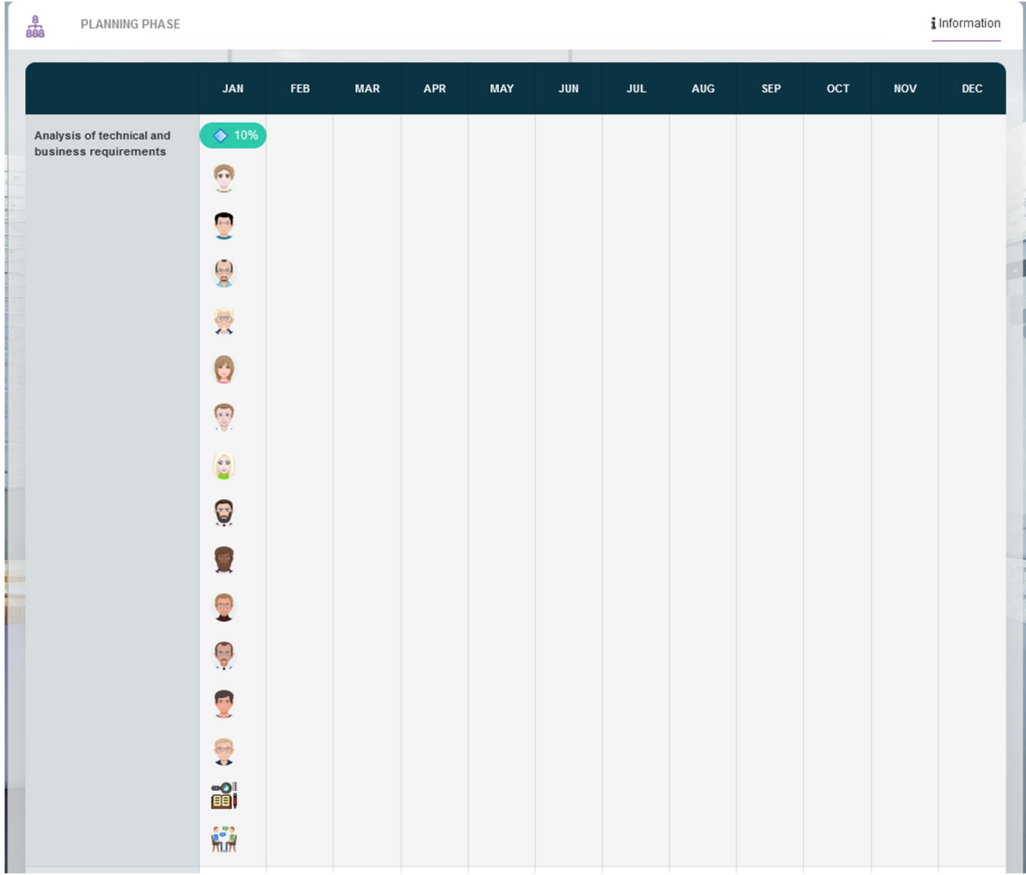 PLANNING PHASE
Information
JAN FEB MAR APR MAY JUN JUL AUG SEP OCT NOV DEC
Analysis of technical and
business requirements
10%